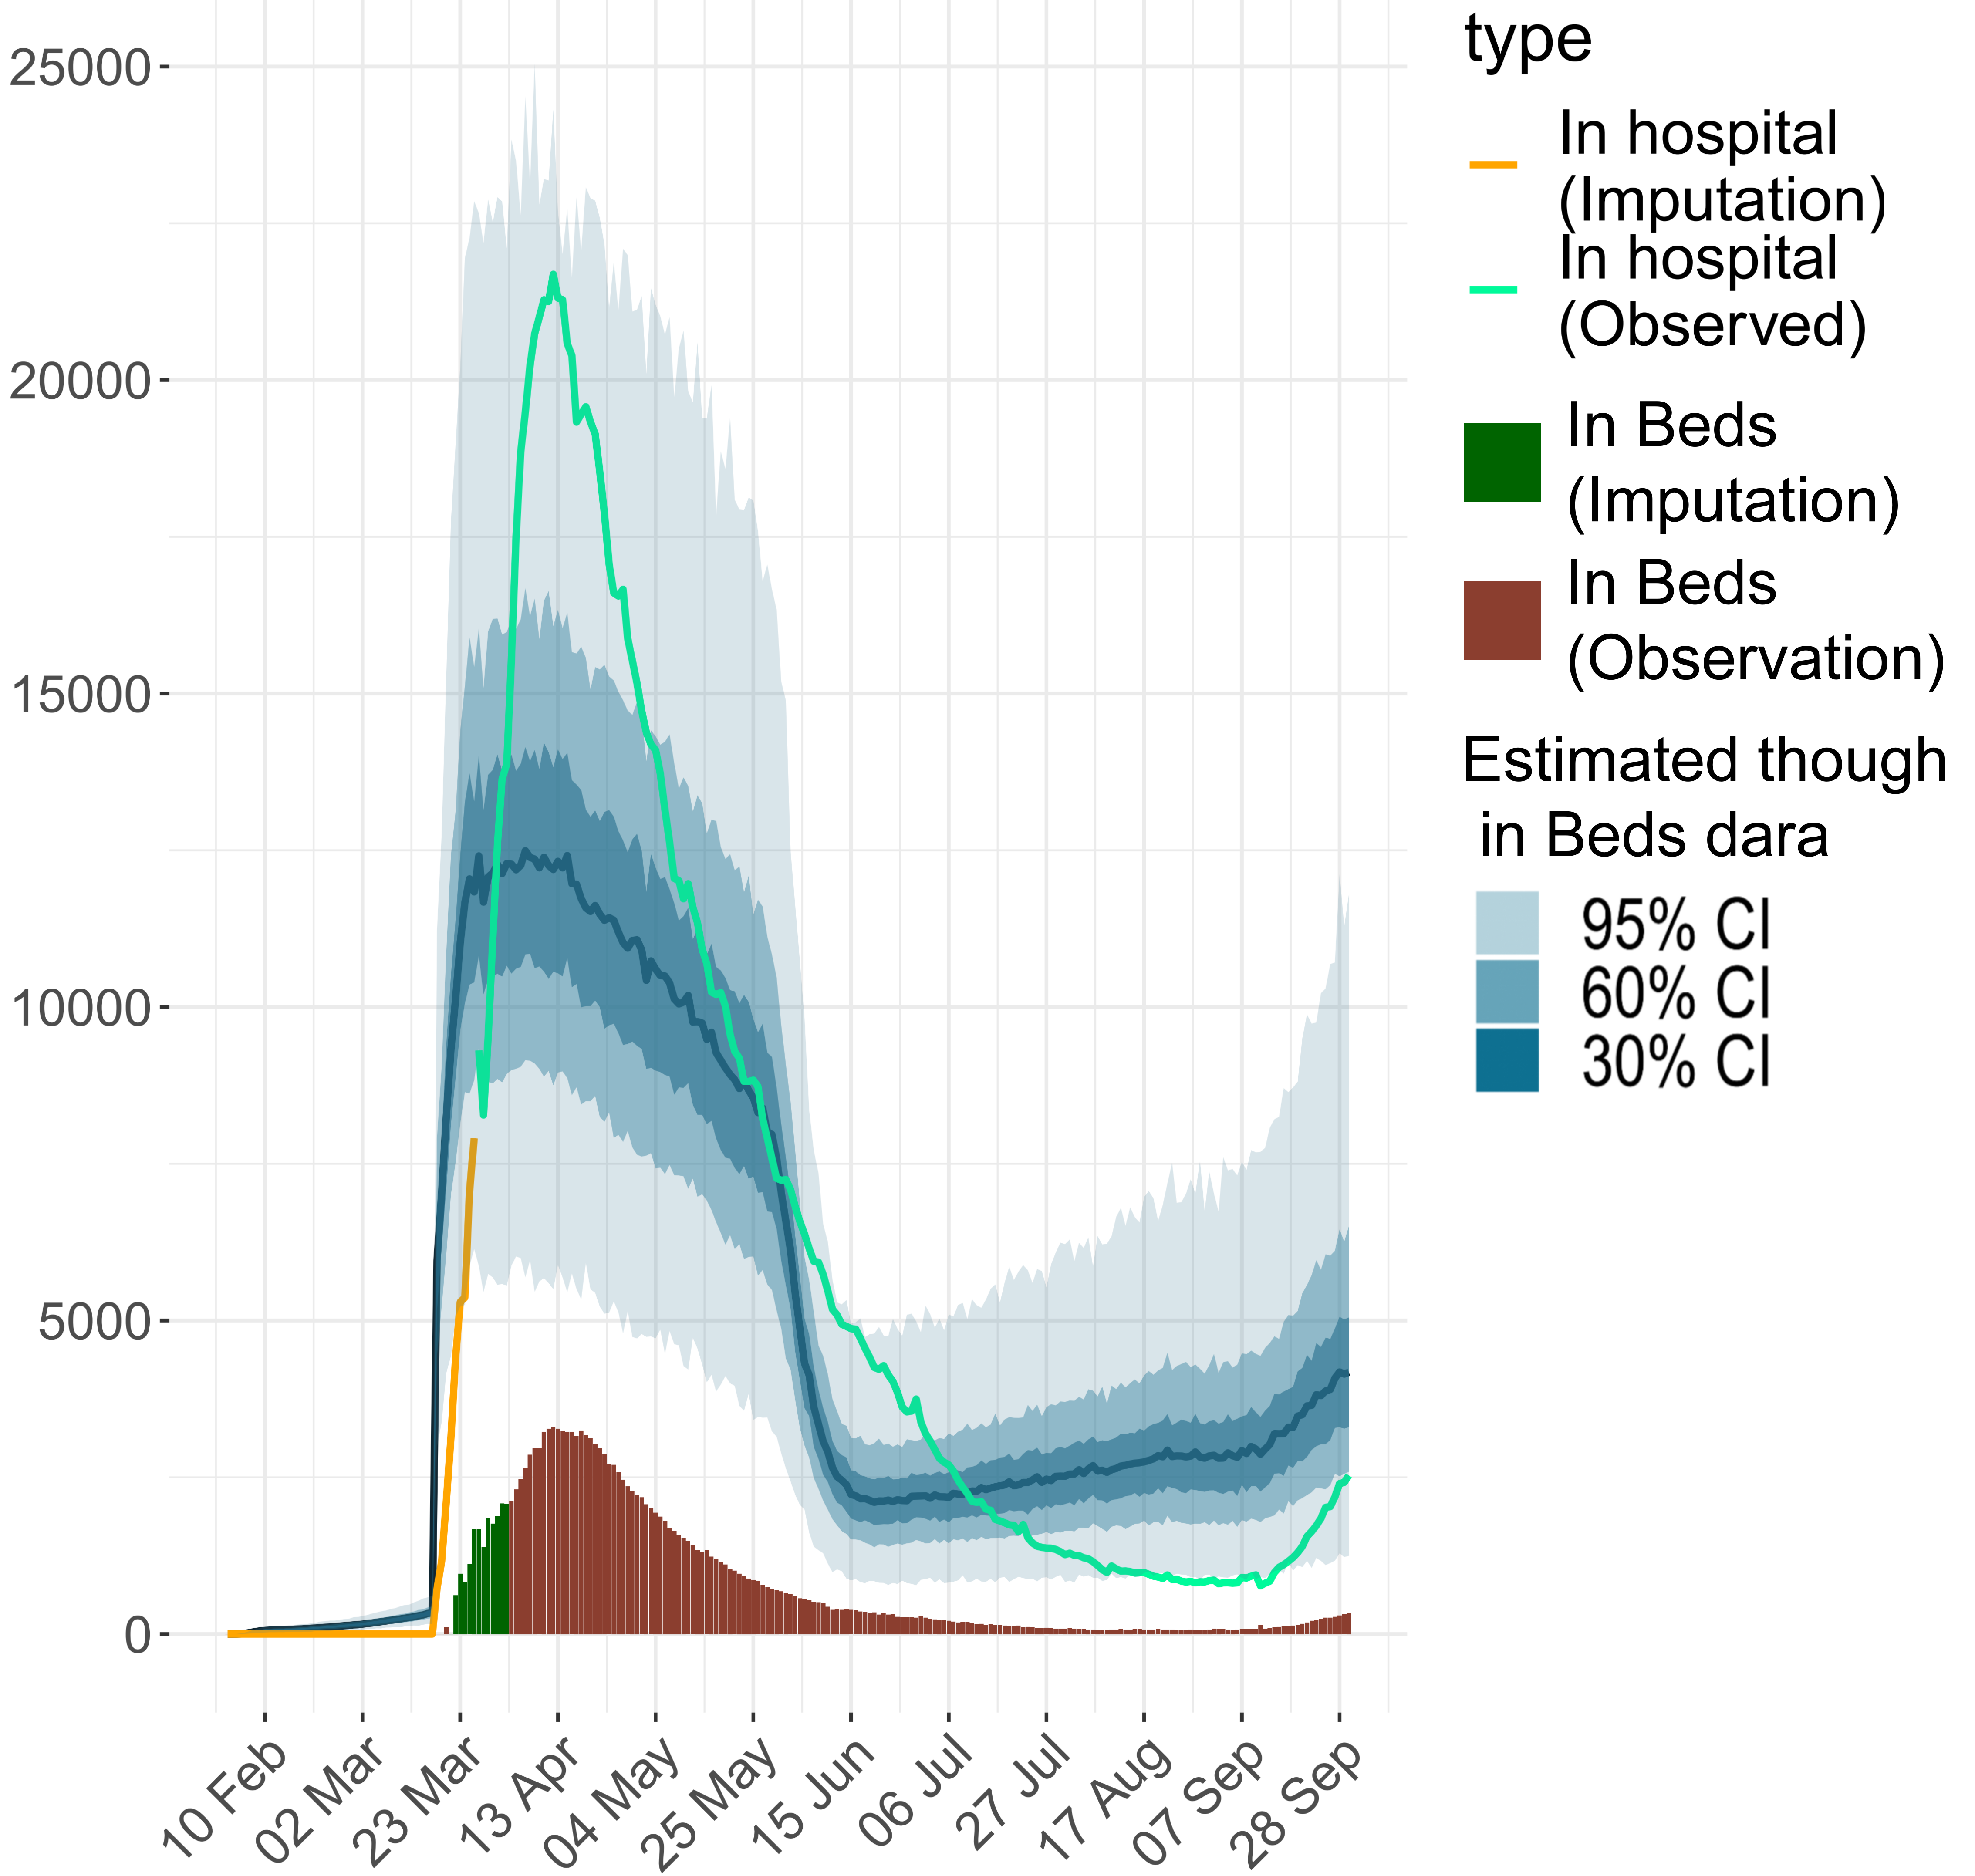 25000
20000
15000
10000
5000
0
10 Feb
02 Mar
23 Mar
13 Apr
04 May
25 May
15 Jun
06 Jul
27 Jul
17 Aug
07 Sep
28 Sep
type
In hospital
(Imputation)
In hospital
(Observed)
In Beds
(Imputation)
In Beds
(Observation)
Estimated though
in Beds dara
95% CI
60% CI
30% CI